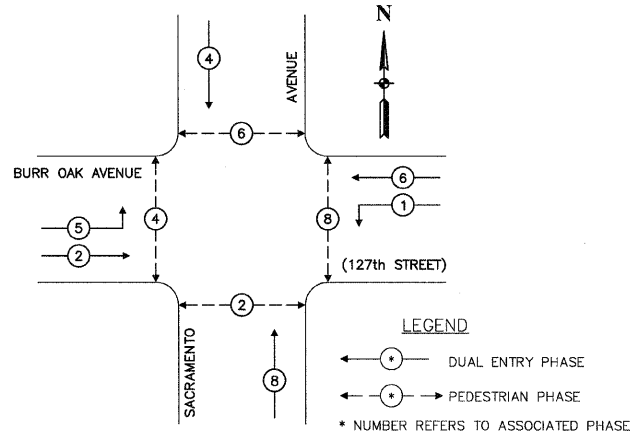 N
4
AVENUE
6
BURR OAK AVENUE
6
1
4
8
5
2
(127th STREET)
2
SACRAMENTO
8
LEGEND
* DUAL ENTRY PHASE
* PEDESTRIAN PHASE
* NUMBER REFERS TO ASSOCIATED PHASE